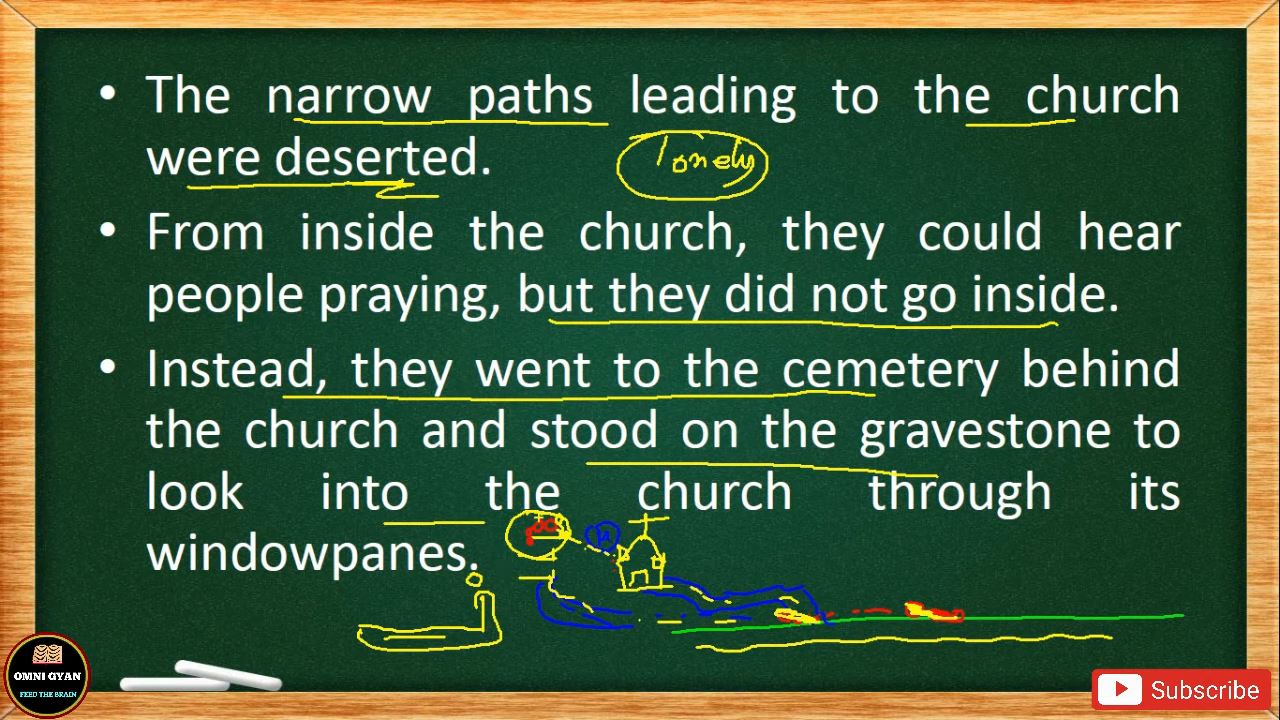 • The narrow paths leading to the church
were deserted.
lonely
• From inside the church, they could hear
people praying, but they did not go inside.
• Instead, they went to the cemetery behind
the church and stood on the gravestone to
look into the church through its
windowpanes.
OMNI GYAN
FEED THE BRAIN
Subscribe